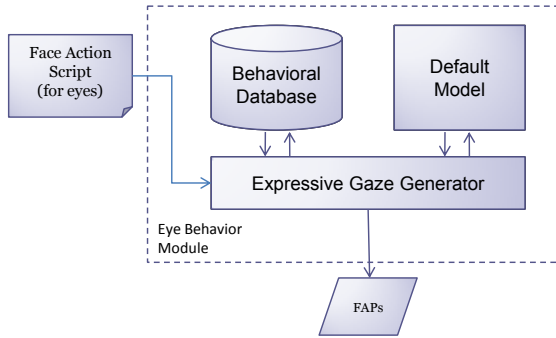 Face Action
Script
(for eyes)
Behavioral
Database
Default
Model
Expressive Gaze Generator
Eye Behavior
Module
FAPs